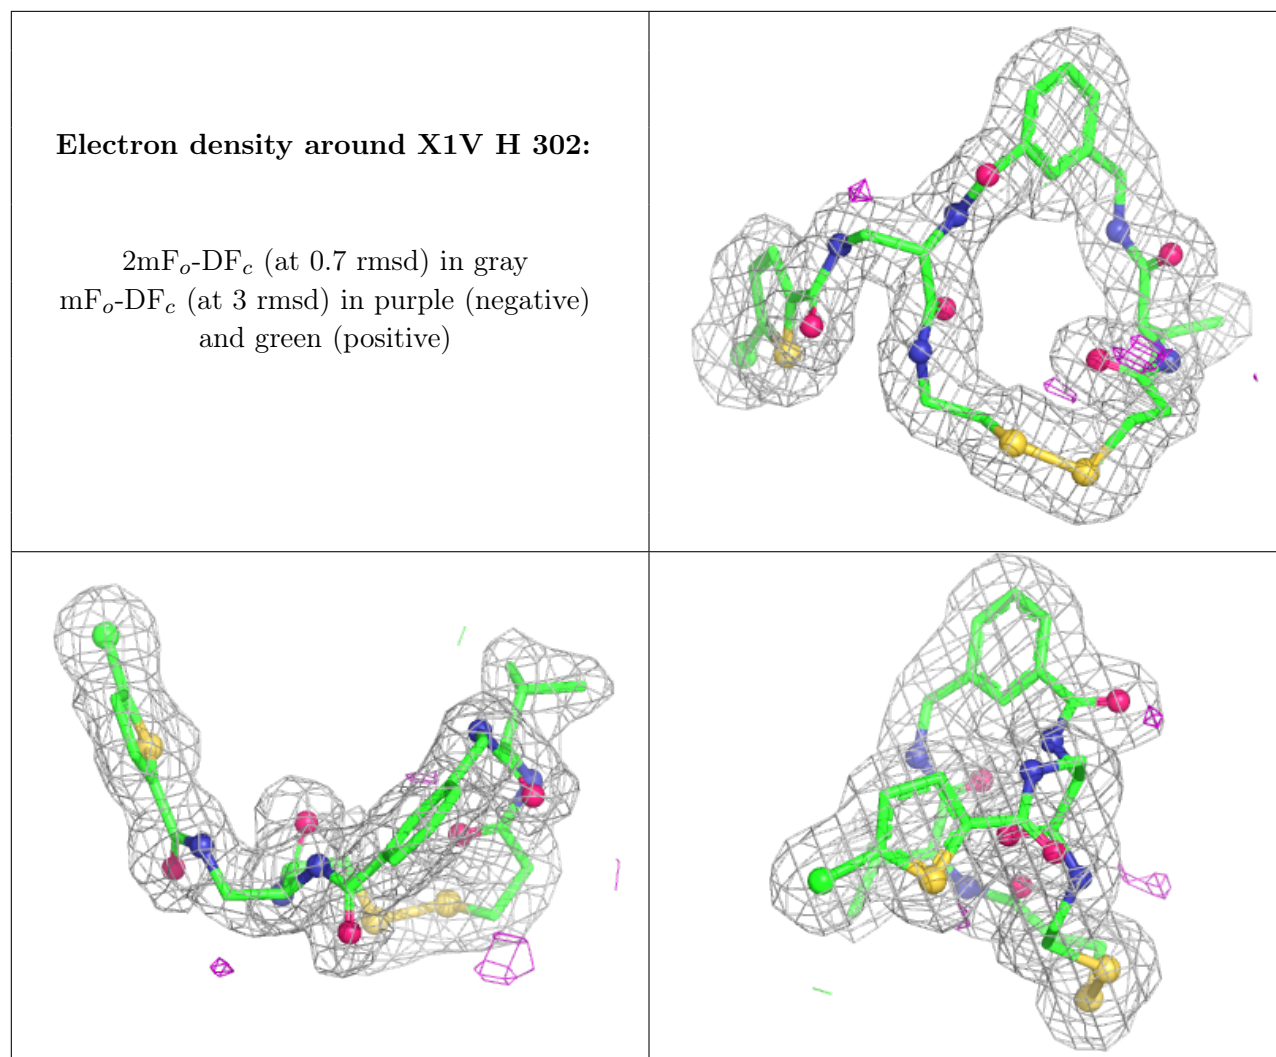 Electron density around X1V H 302:
2mFₒ-DF𝒸 (at 0.7 rmsd) in gray
mFₒ-DF𝒸 (at 3 rmsd) in purple (negative)
and green (positive)